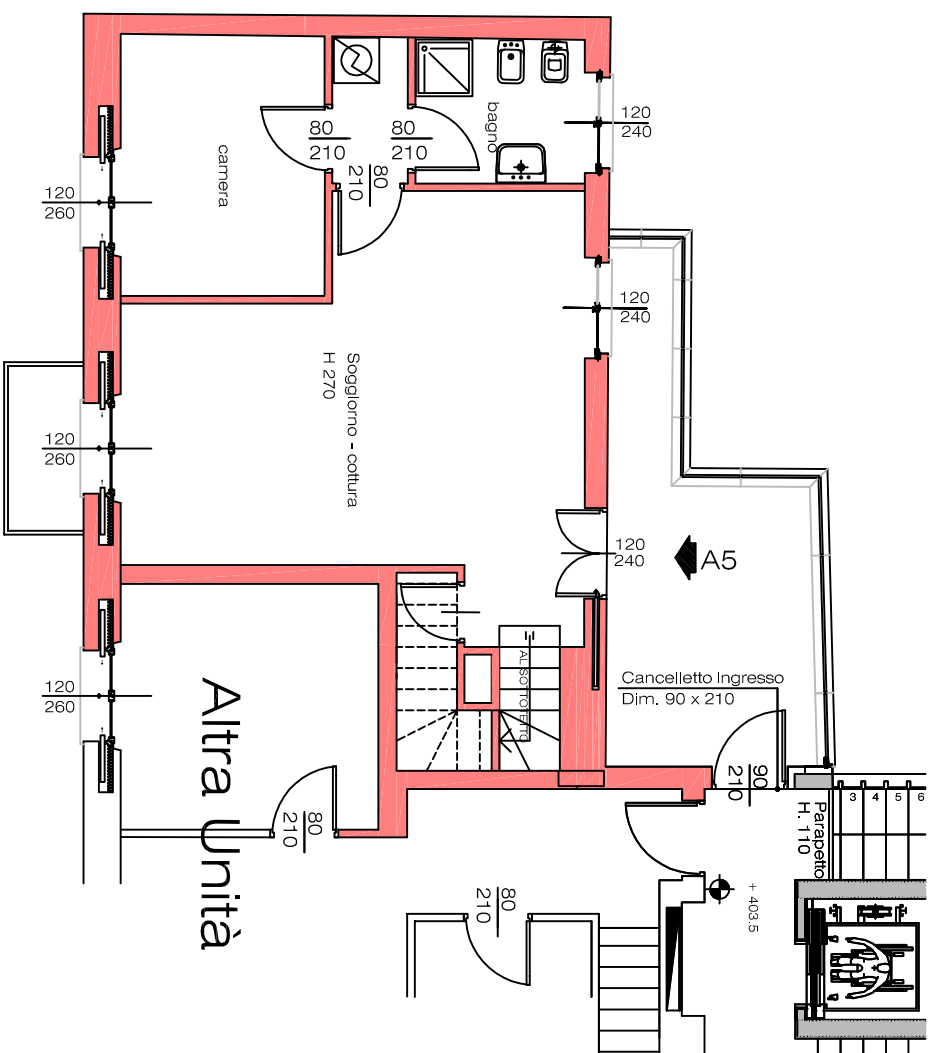 120
240
bagno
80
210
80
210
80
210
camera
120
260
120
240
Soggiorno - cottura
H 270
120
260
120
240
A5
AL SOTTOTETTO
Cancelletto Ingresso
Dim. 90 x 210
120
260
Altra Unità
90
210
Parapetto
H. 110
3
4
5
6
80
210
80
210
+ 403.5